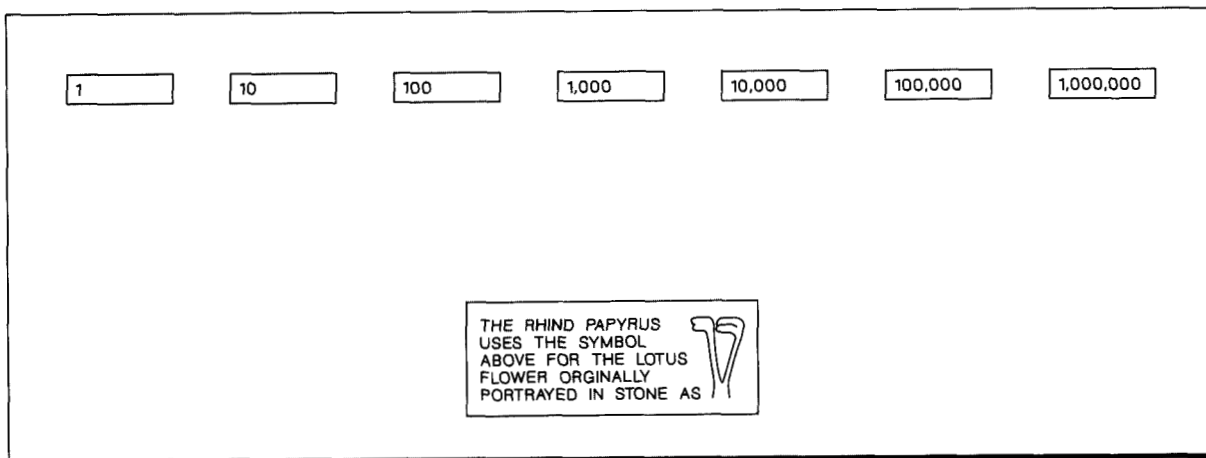 1 10 100 1,000 10,000 100,000 1,000,000
THE RHIND PAPYRUS
USES THE SYMBOL
ABOVE FOR THE LOTUS
FLOWER ORGINALLY
PORTRAYED IN STONE AS